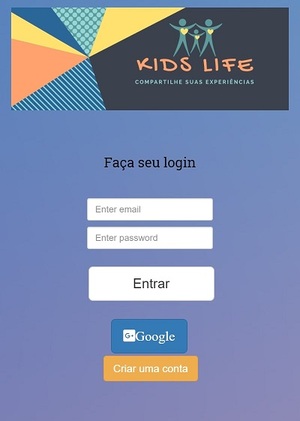 KIDS LIFE
COMPARTILHE SUAS EXPERIÊNCIAS
Faça seu login
Enter email
Enter password
Entrar
G+ Google
Criar uma conta